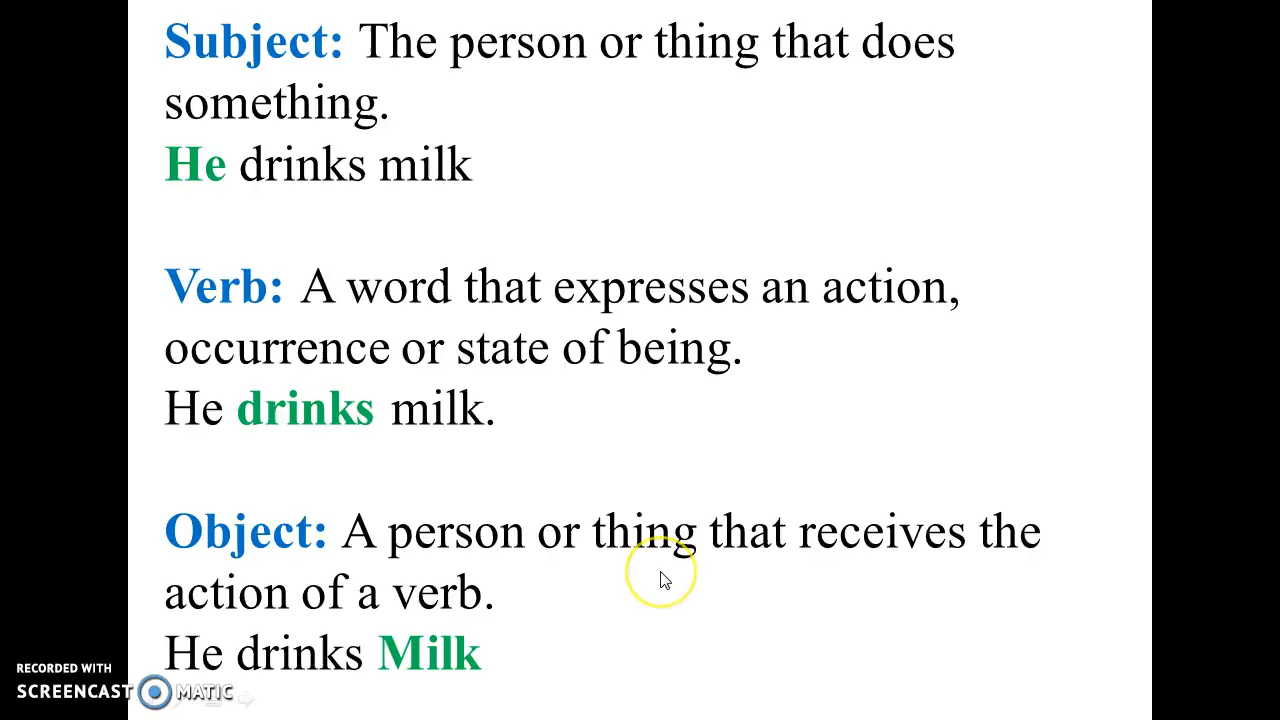 Subject: The person or thing that does
something.
He drinks milk
Verb: A word that expresses an action,
occurrence or state of being.
He drinks milk.
Object: A person or thing that receives the
action of a verb.
He drinks Milk
RECORDED WITH
SCREENCAST MATIC